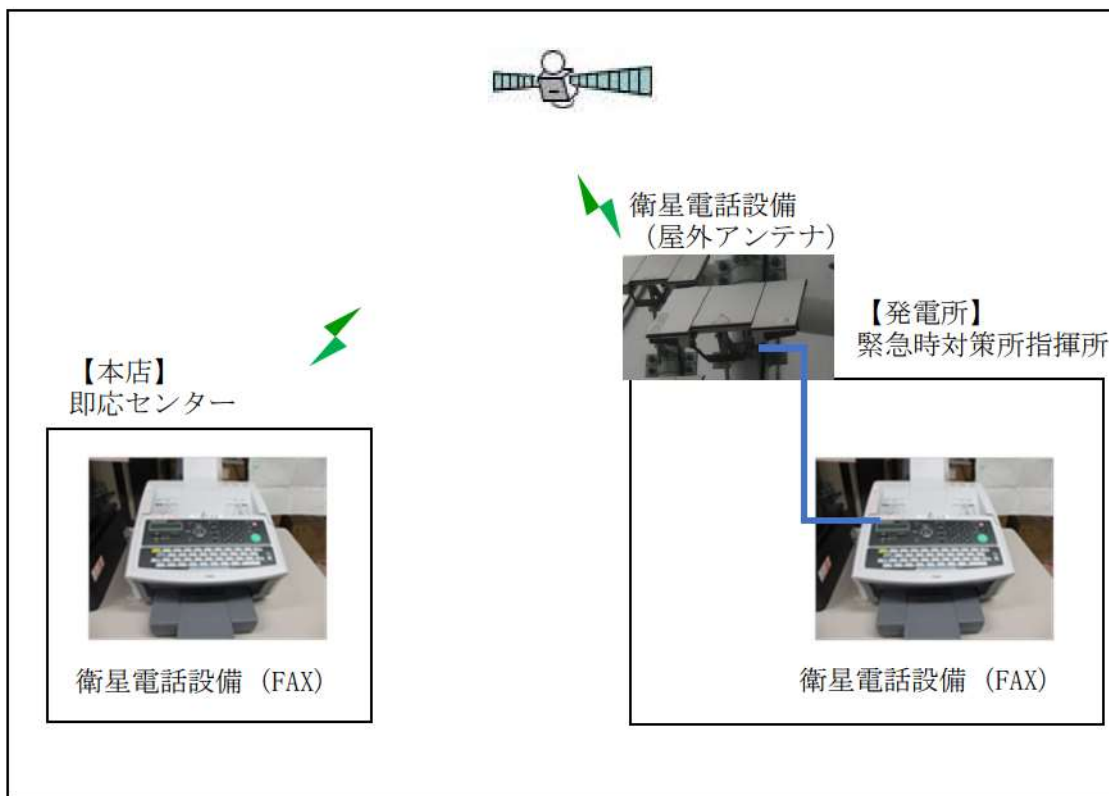 衛星電話設備
(屋外アンテナ)
【発電所】
緊急時対策所指揮所
【本店】
即応センター
衛星電話設備 (FAX)
衛星電話設備 (FAX)